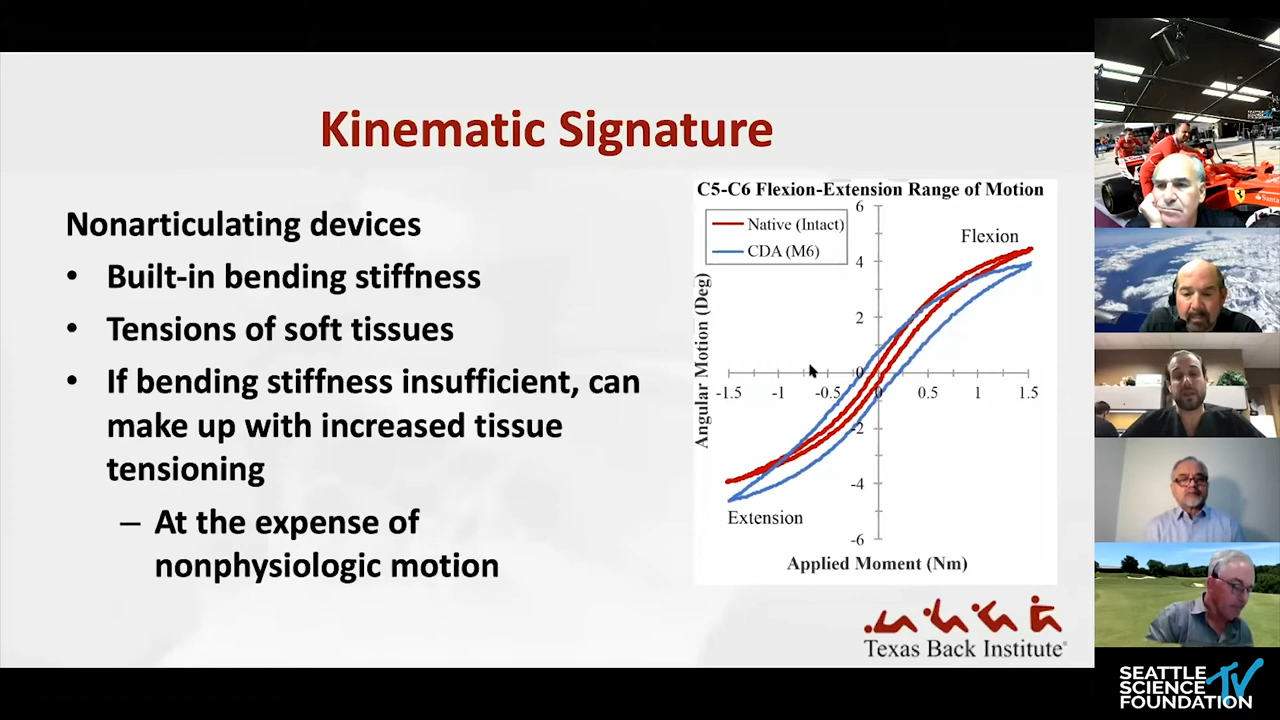 Kinematic Signature
Nonarticulating devices
• Built-in bending stiffness
• Tensions of soft tissues
• If bending stiffness insufficient, can
make up with increased tissue
tensioning
– At the expense of
nonphysiologic motion
C5-C6 Flexion-Extension Range of Motion
Native (Intact)
CDA (M6)
Flexion
Extension
Angular Motion (Deg)
6
4
2
0
-2
-4
-6
-1.5
-1
-0.5
0.5
1
1.5
Applied Moment (Nm)
Texas Back Institute®
SEATTLE
SCIENCE
FOUNDATION
TV
Santa